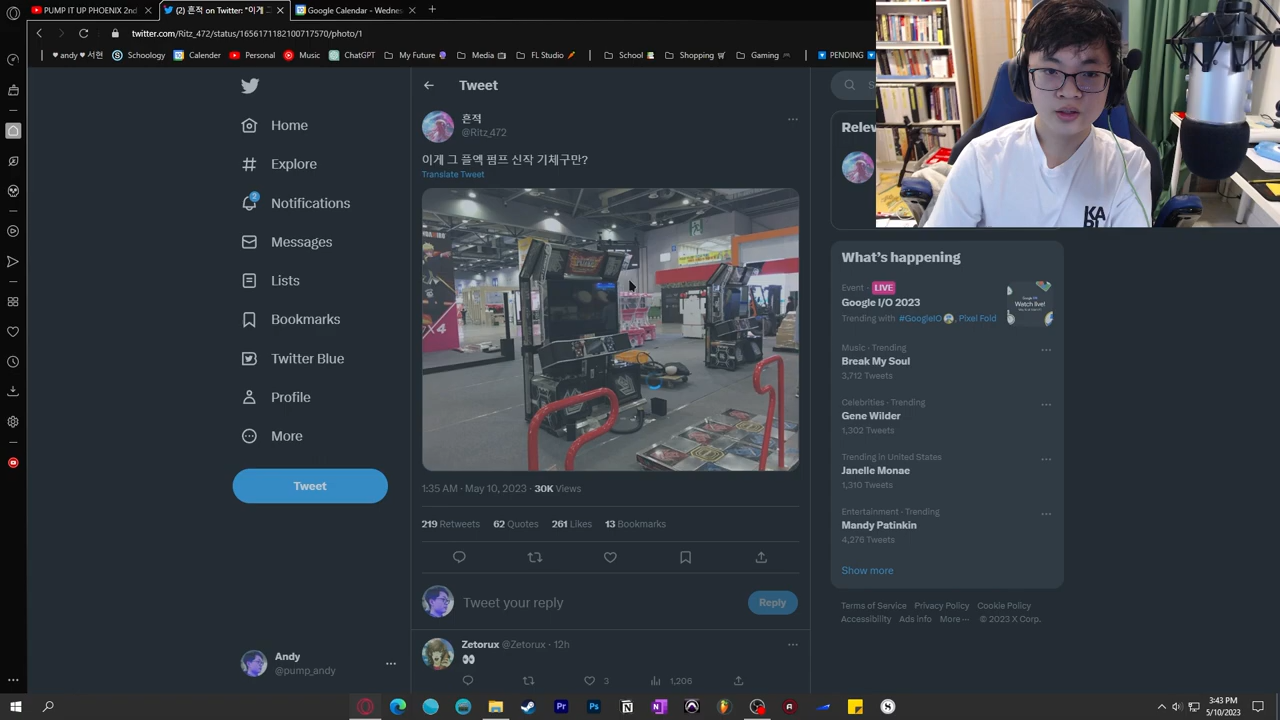 PUMP IT UP PHOENIX 2nd
(2) 흔적 on Twitter: "이게
Google Calendar - Wednes
twitter.com/Ritz_472/status/1656171182100717570/photo/1
♥ andy ♥ 서현
Schoology
Calendar
Personal
Music
ChatGPT
My Future
Media
FL Studio
School
Shopping
Gaming
PENDING
Tweet
흔적
@Ritz_472
이게 그 플엑 펌프 신작 기체구만?
Translate Tweet
Home
Explore
2
Notifications
Messages
Lists
Bookmarks
Twitter Blue
Profile
More
Tweet
1:35 AM · May 10, 2023 · 30K Views
219 Retweets 62 Quotes 261 Likes 13 Bookmarks
Tweet your reply
Reply
Zetorux @Zetorux · 12h
3
1,206
Andy
@pump_andy
Relev
What's happening
Event · LIVE
Google I/O 2023
Trending with #GoogleIO, Pixel Fold
Watch live!
Music · Trending
Break My Soul
3,712 Tweets
Celebrities · Trending
Gene Wilder
1,302 Tweets
Trending in United States
Janelle Monae
1,310 Tweets
Entertainment · Trending
Mandy Patinkin
4,276 Tweets
Show more
Terms of Service Privacy Policy Cookie Policy
Accessibility Ads info More ··· © 2023 X Corp.
KA
3:43 PM
5/10/2023